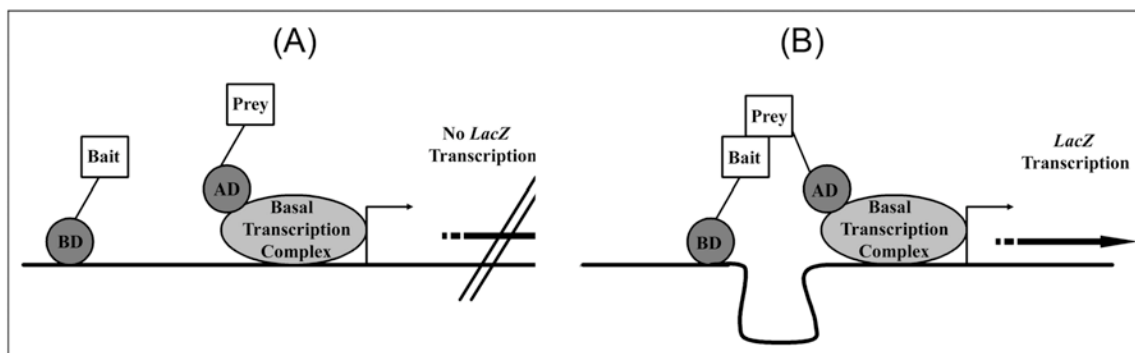 (A)
Prey
Bait
No LacZ
Transcription
AD
Basal
Transcription
Complex
BD
(B)
Prey
Bait
LacZ
Transcription
AD
Basal
Transcription
Complex
BD